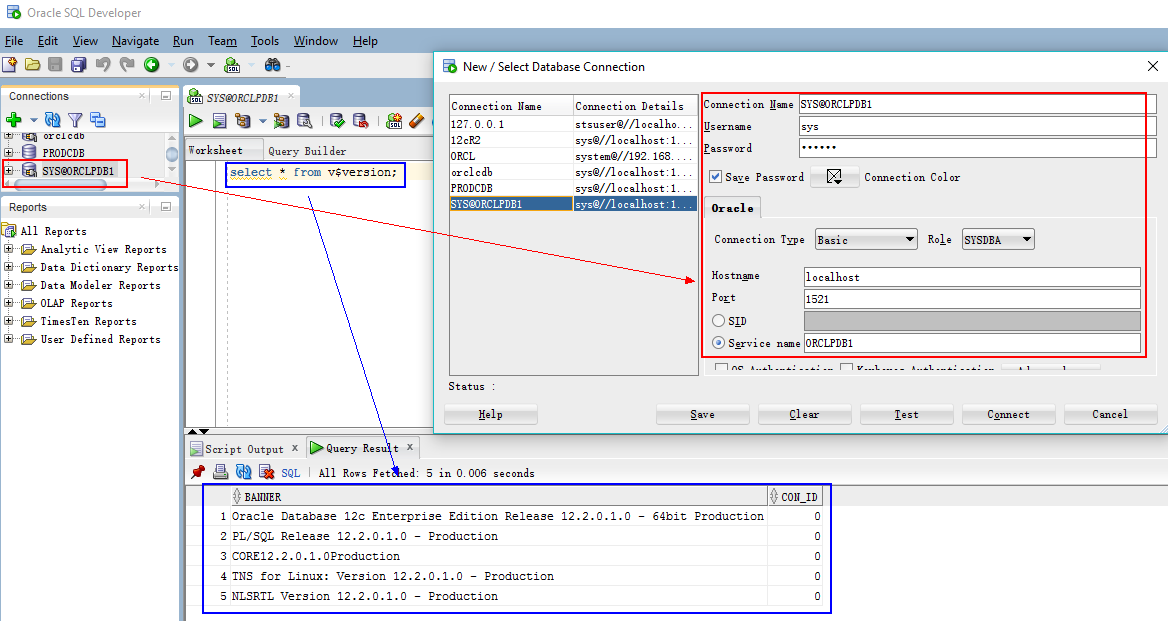 Oracle SQL Developer
File Edit View Navigate Run Team Tools Window Help
Connections
orclcdb
PRODCDB
SYS@ORCLPDB1
Reports
All Reports
Analytic View Reports
Data Dictionary Reports
Data Modeler Reports
OLAP Reports
TimesTen Reports
User Defined Reports
SYS@ORCLPDB1
Worksheet Query Builder
select * from v$version;
New / Select Database Connection
Connection Name Connection Details
127.0.0.1 stsuser@//localho...
12cR2 sys@//localhost:1...
ORCL system@//192.168....
orclcdb sys@//localhost:1...
PRODCDB sys@//localhost:1...
SYS@ORCLPDB1 sys@//localhost:1...
Connection Name SYS@ORCLPDB1
Username sys
Password ••••••
Save Password Connection Color
Oracle
Connection Type Basic Role SYSDBA
Hostname localhost
Port 1521
SID
Service name ORCLPDB1
OS Authentication Kerberos Authentication
Status :
Help Save Clear Test Connect Cancel
Script Output x Query Result x
SQL | All Rows Fetched: 5 in 0.006 seconds
BANNER CON_ID
1 Oracle Database 12c Enterprise Edition Release 12.2.0.1.0 - 64bit Production 0
2 PL/SQL Release 12.2.0.1.0 - Production 0
3 CORE12.2.0.1.0Production 0
4 TNS for Linux: Version 12.2.0.1.0 - Production 0
5 NLSRTL Version 12.2.0.1.0 - Production 0